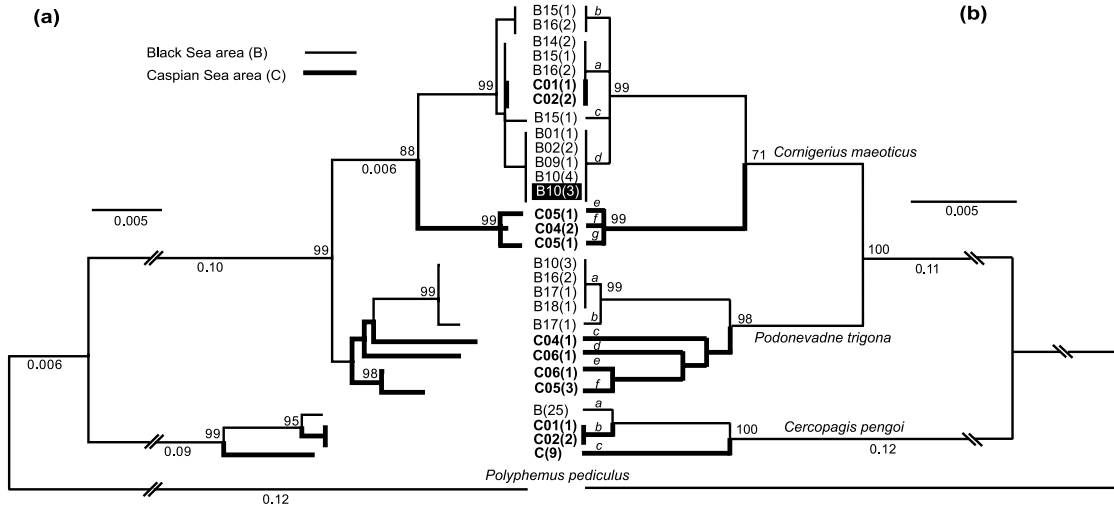 (a)
(b)
Black Sea area (B)
Caspian Sea area (C)
B15(1)
B16(2)
b
B14(2)
B15(1)
B16(2)
a
C01(1)
C02(2)
99
99
B15(1)
c
B01(1)
B02(2)
B09(1)
d
B10(4)
B10(3)
88
0.006
71
Cornigerius maeoticus
0.005
0.005
C05(1)
e
C04(2)
f
C05(1)
g
99
99
99
0.10
100
0.11
B10(3)
B16(2)
a
B17(1)
B18(1)
99
99
B17(1)
b
98
Podonevadne trigona
C04(1)
c
C06(1)
d
C06(1)
e
C05(3)
f
98
0.006
B(25)
a
C01(1)
C02(2)
b
C(9)
c
95
99
0.09
100
Cercopagis pengoi
0.12
Polyphemus pediculus
0.12